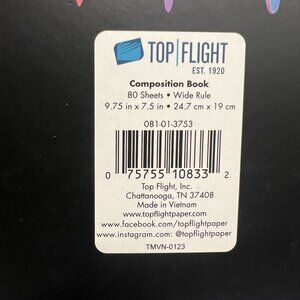 TOP|FLIGHT
EST. 1920
Composition Book
80 Sheets • Wide Rule
9.75 in x 7.5 in • 24.7 cm x 19 cm
081-01-3753
0 75755 10833 2
Top Flight, Inc.
Chattanooga, TN 37408
Made in Vietnam
www.topflightpaper.com
www.facebook.com/topflightpaper
www.instagram.com: @topflightpaper
TMVN-0123